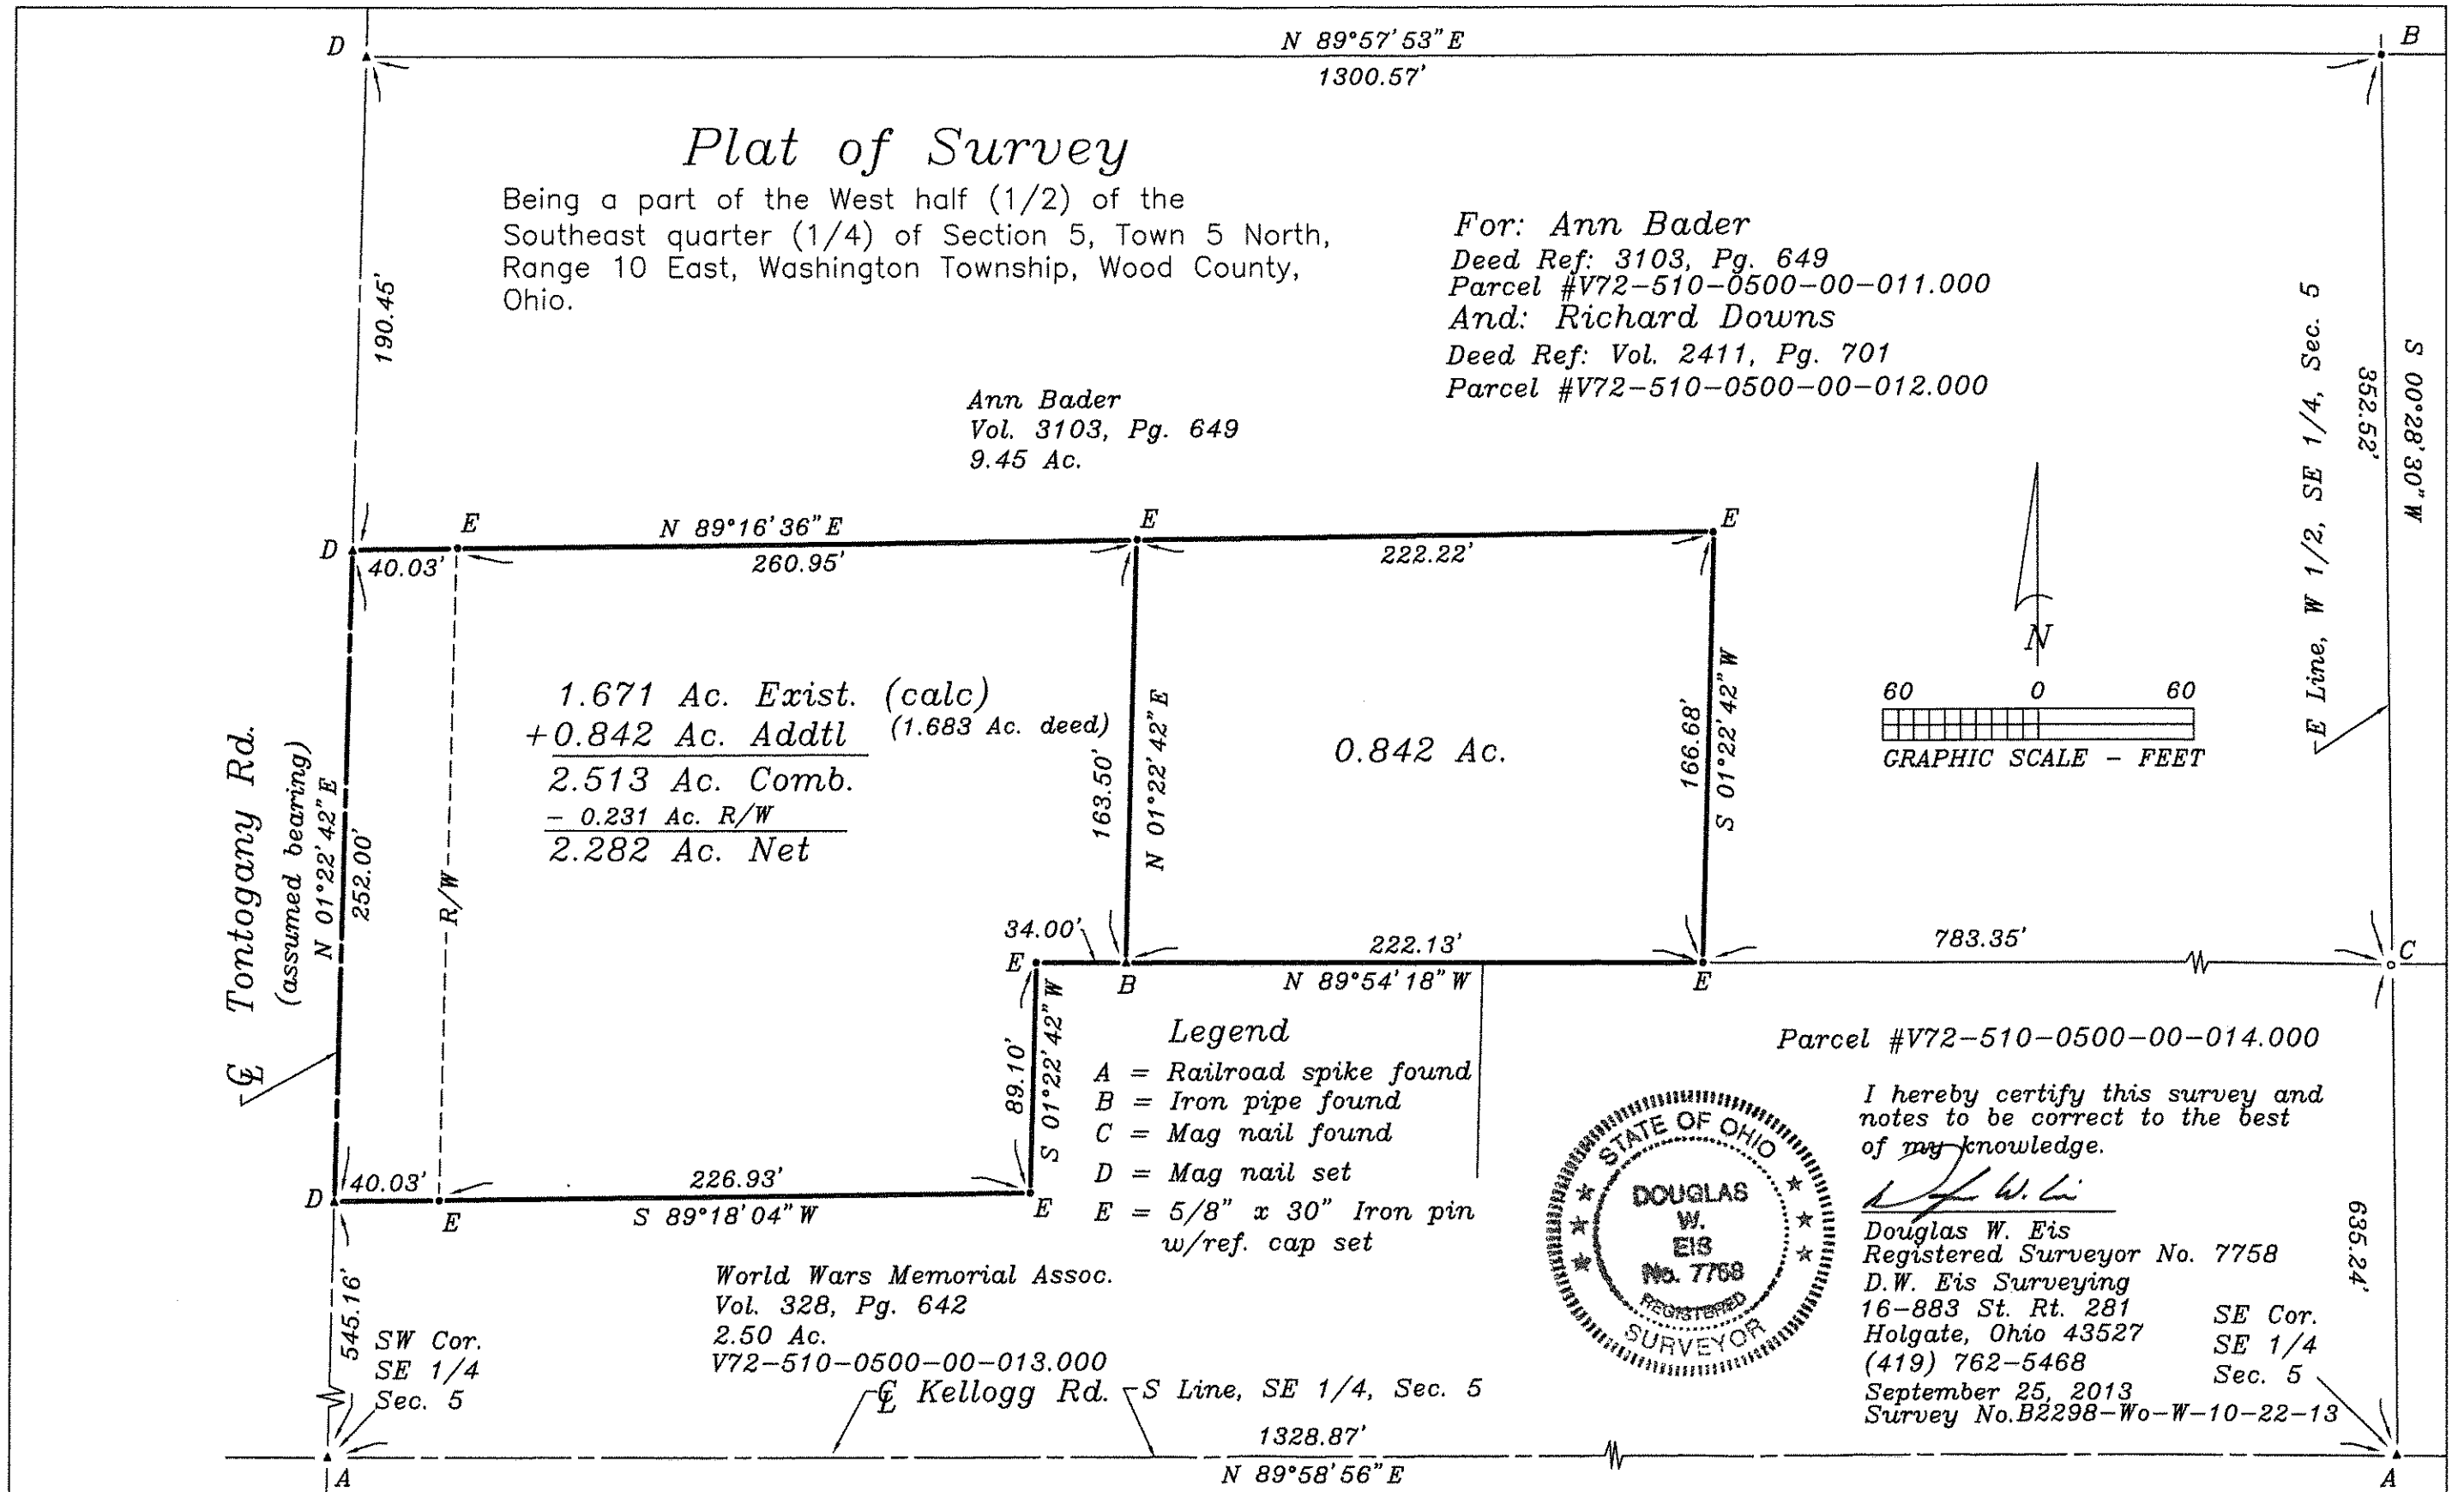 D
N 89°57'53" E
1300.57'
B
Plat of Survey
Being a part of the West half (1/2) of the
Southeast quarter (1/4) of Section 5, Town 5 North,
Range 10 East, Washington Township, Wood County,
Ohio.
For: Ann Bader
Deed Ref: 3103, Pg. 649
Parcel #V72-510-0500-00-011.000
And: Richard Downs
Deed Ref: Vol. 2411, Pg. 701
Parcel #V72-510-0500-00-012.000
190.45'
Ann Bader
Vol. 3103, Pg. 649
9.45 Ac.
E Line, W 1/2, SE 1/4, Sec. 5
352.52'
S 00°28'30" W
D
40.03'
E
N 89°16'36" E
260.95'
E
222.22'
E
N
60 0 60
GRAPHIC SCALE - FEET
1.671 Ac. Exist. (calc)
+0.842 Ac. Addtl (1.683 Ac. deed)
2.513 Ac. Comb.
- 0.231 Ac. R/W
2.282 Ac. Net
163.50'
N 01°22'42" E
0.842 Ac.
166.68'
S 01°22'42" W
℄ Tontogany Rd.
(assumed bearing)
N 01°22'42" E
252.00'
R/W
34.00'
E
B
222.13'
N 89°54'18" W
E
783.35'
C
89.10'
S 01°22'42" W
Legend
A = Railroad spike found
B = Iron pipe found
C = Mag nail found
D = Mag nail set
E = 5/8" x 30" Iron pin
w/ref. cap set
D
40.03'
E
226.93'
S 89°18'04" W
E
Parcel #V72-510-0500-00-014.000
I hereby certify this survey and
notes to be correct to the best
of my knowledge.
STATE OF OHIO
DOUGLAS
W.
EIS
No. 7758
REGISTERED
SURVEYOR
Douglas W. Eis
Registered Surveyor No. 7758
D.W. Eis Surveying
16-883 St. Rt. 281
Holgate, Ohio 43527
(419) 762-5468
September 25, 2013
Survey No.B2298-Wo-W-10-22-13
635.24'
SE Cor.
SE 1/4
Sec. 5
World Wars Memorial Assoc.
Vol. 328, Pg. 642
2.50 Ac.
V72-510-0500-00-013.000
545.16'
SW Cor.
SE 1/4
Sec. 5
℄ Kellogg Rd.
S Line, SE 1/4, Sec. 5
A
1328.87'
N 89°58'56" E
A